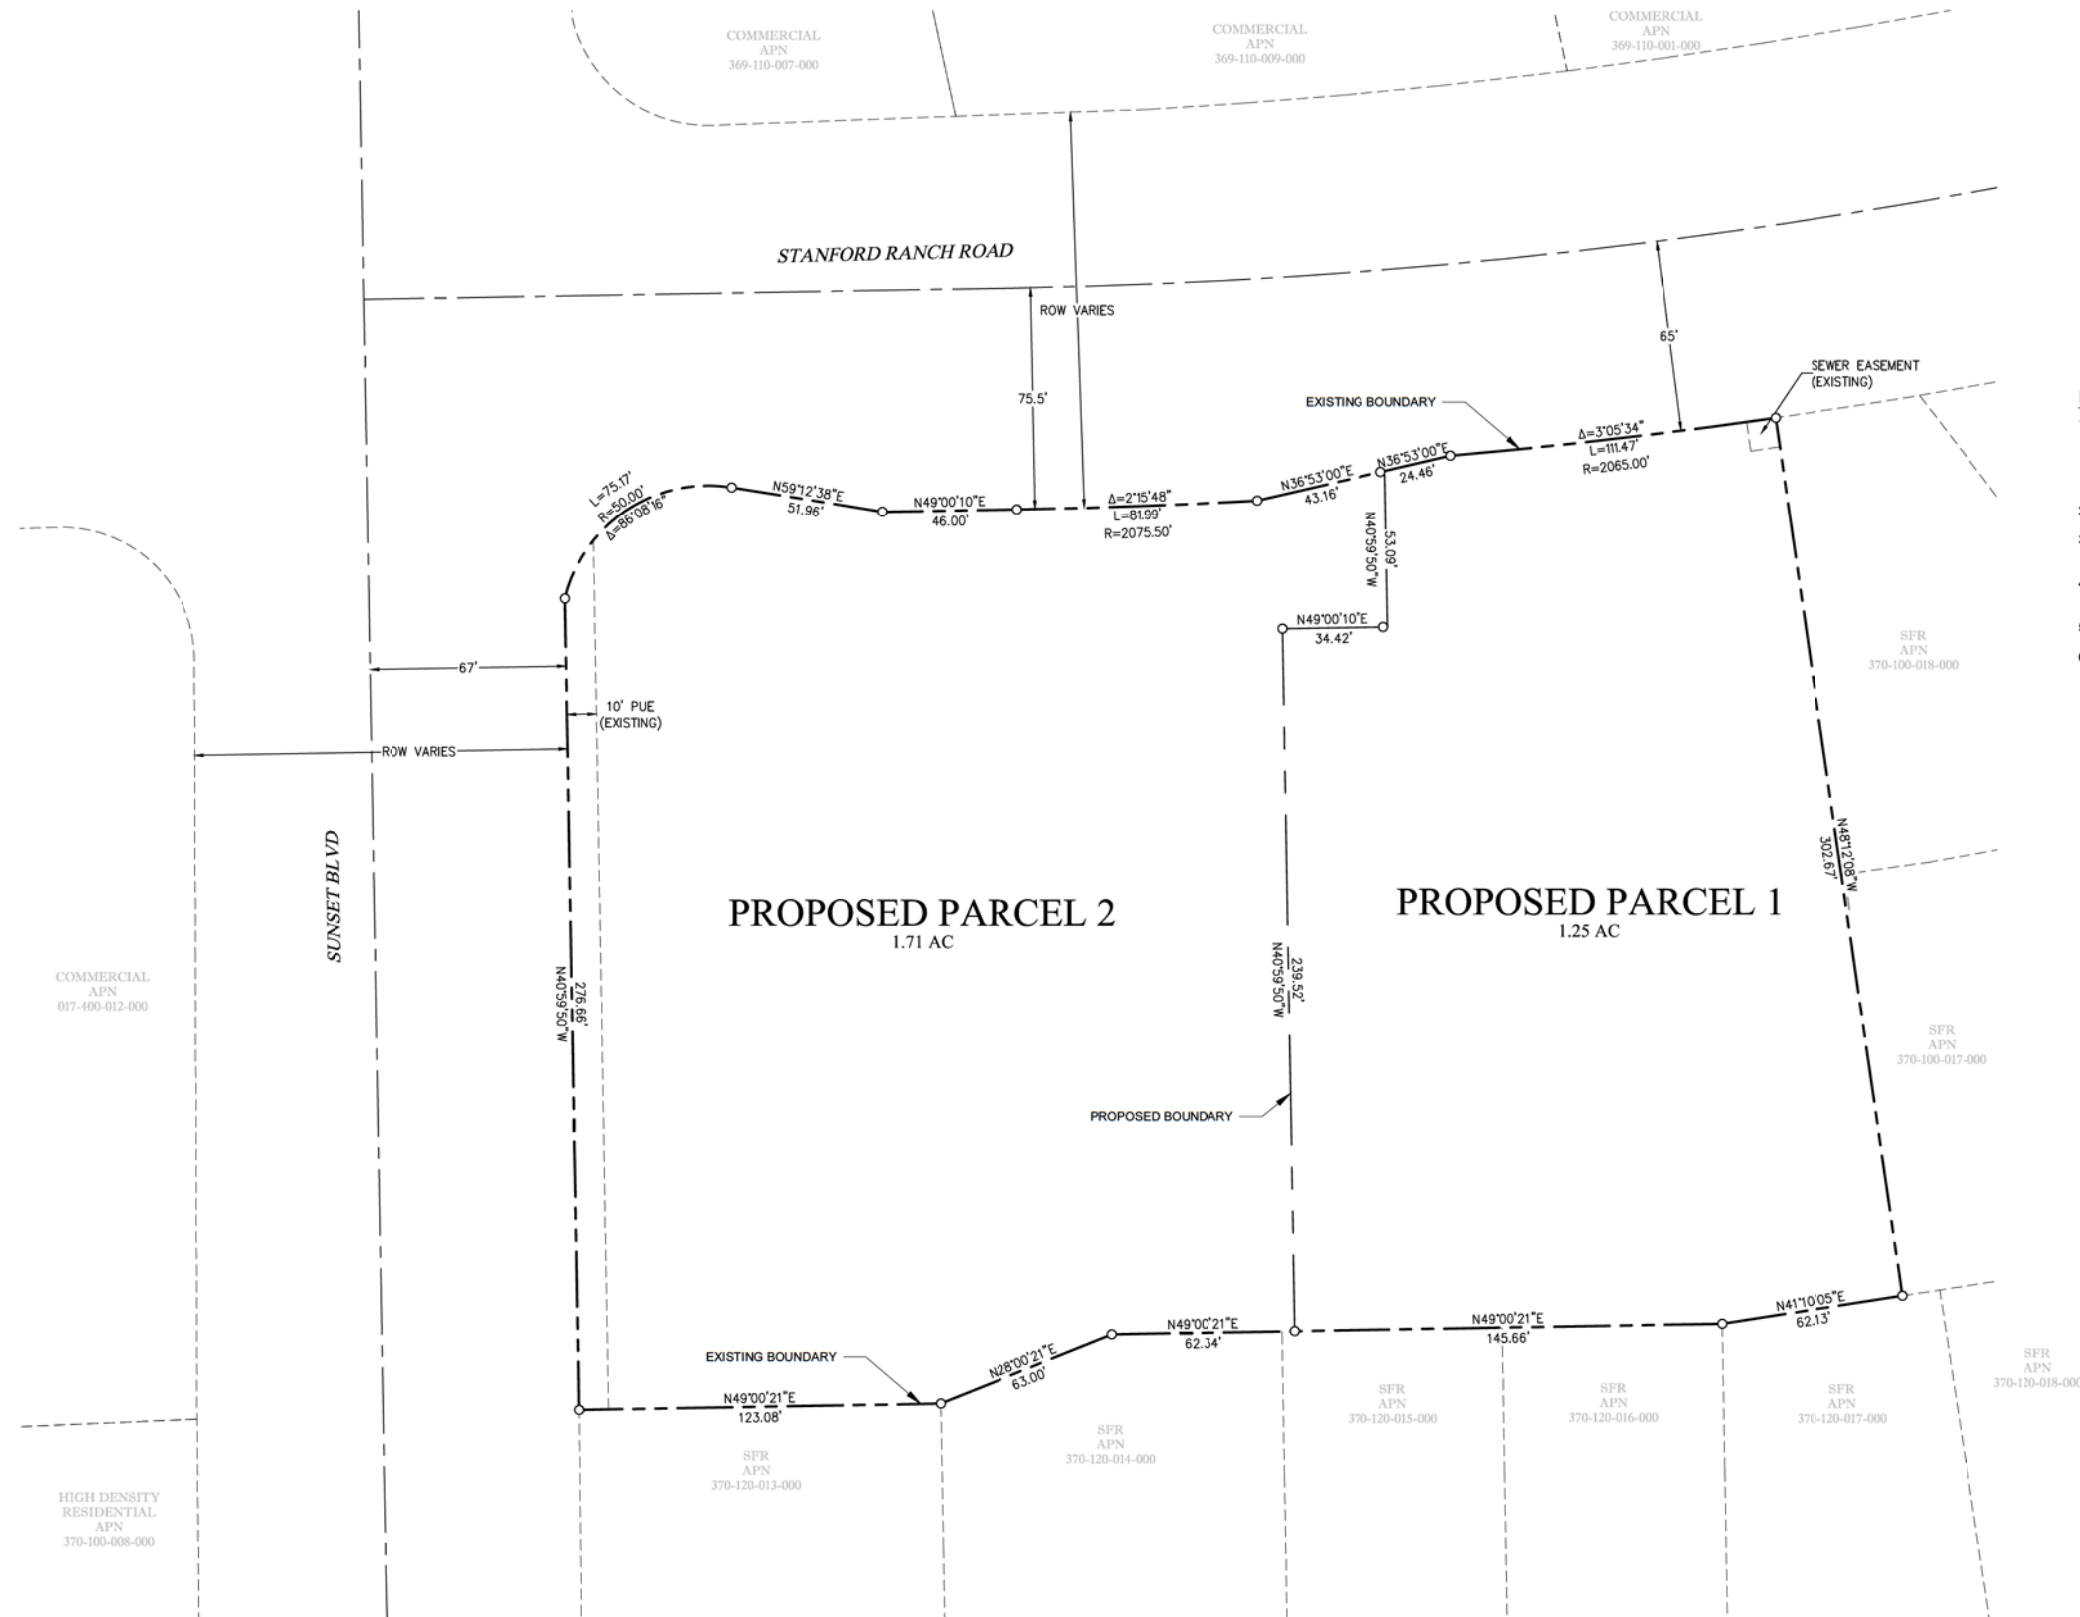 COMMERCIAL
APN
369-110-007-000
COMMERCIAL
APN
369-110-009-000
COMMERCIAL
APN
369-110-001-000
STANFORD RANCH ROAD
ROW VARIES
75.5'
65'
SEWER EASEMENT
(EXISTING)
EXISTING BOUNDARY
Δ=3°05'34"
L=111.47'
R=2065.00'
N36°53'00"E
24.46'
N36°53'00"E
43.16'
Δ=2°15'48"
L=81.99'
R=2075.50'
N49°00'10"E
46.00'
N59°12'38"E
51.96'
L=75.17'
R=50.00'
Δ=86°08'16"
53.09'
N40°59'50"W
N49°00'10"E
34.42'
67'
10' PUE
(EXISTING)
ROW VARIES
SUNSET BLVD
SFR
APN
370-100-018-000
N48°12'08"W
302.67'
PROPOSED PARCEL 2
1.71 AC
PROPOSED PARCEL 1
1.25 AC
276.66'
N40°59'50"W
239.52'
N40°59'50"W
COMMERCIAL
APN
017-400-012-000
SFR
APN
370-100-017-000
PROPOSED BOUNDARY
N41°10'05"E
62.13'
N49°00'21"E
145.66'
N49°00'21"E
62.34'
N28°00'21"E
63.00'
EXISTING BOUNDARY
N49°00'21"E
123.08'
SFR
APN
370-120-013-000
SFR
APN
370-120-014-000
SFR
APN
370-120-015-000
SFR
APN
370-120-016-000
SFR
APN
370-120-017-000
SFR
APN
370-120-018-000
HIGH DENSITY
RESIDENTIAL
APN
370-100-008-000